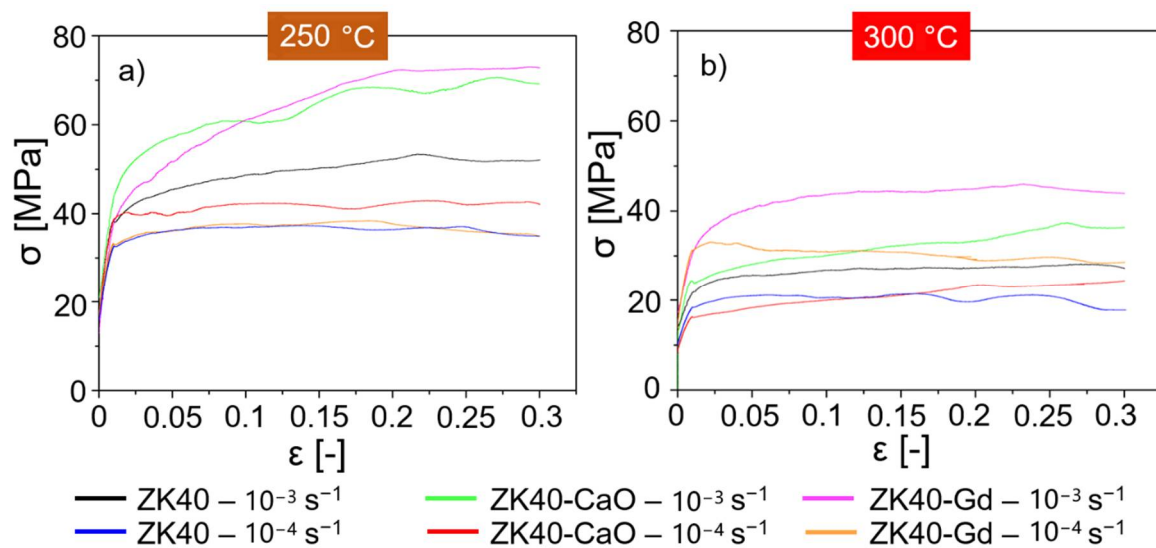 250 °C
300 °C
a)
b)
80
60
40
20
0
σ [MPa]
0 0.05 0.1 0.15 0.2 0.25 0.3
ε [-]
80
60
40
20
0
σ [MPa]
0 0.05 0.1 0.15 0.2 0.25 0.3
ε [-]
ZK40 – 10⁻³ s⁻¹
ZK40-CaO – 10⁻³ s⁻¹
ZK40-Gd – 10⁻³ s⁻¹
ZK40 – 10⁻⁴ s⁻¹
ZK40-CaO – 10⁻⁴ s⁻¹
ZK40-Gd – 10⁻⁴ s⁻¹